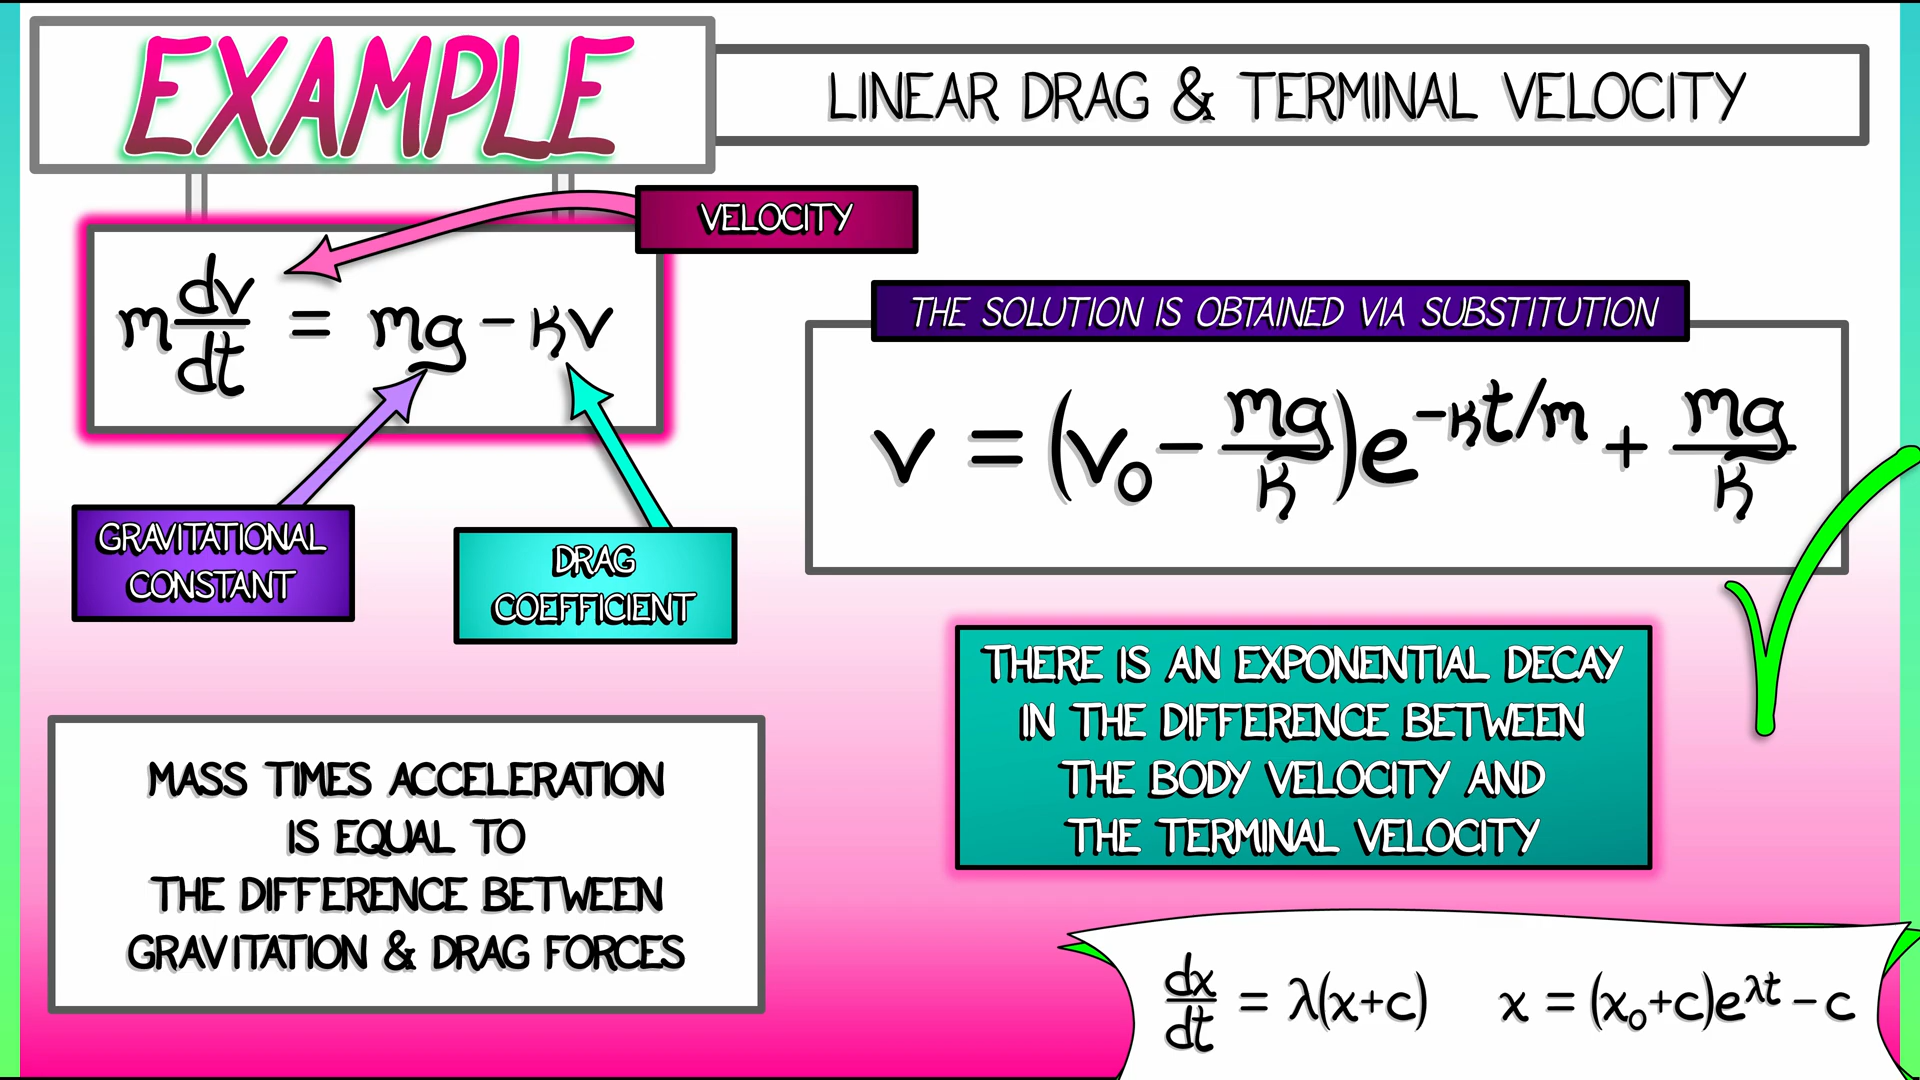 EXAMPLE
LINEAR DRAG & TERMINAL VELOCITY
VELOCITY
m dv/dt = mg - κv
GRAVITATIONAL
CONSTANT
DRAG
COEFFICIENT
MASS TIMES ACCELERATION
IS EQUAL TO
THE DIFFERENCE BETWEEN
GRAVITATION & DRAG FORCES
THE SOLUTION IS OBTAINED VIA SUBSTITUTION
v = (v₀ - mg/κ)e^(-κt/m) + mg/κ
THERE IS AN EXPONENTIAL DECAY
IN THE DIFFERENCE BETWEEN
THE BODY VELOCITY AND
THE TERMINAL VELOCITY
dx/dt = λ(x+c) x = (x₀+c)e^(λt) - c